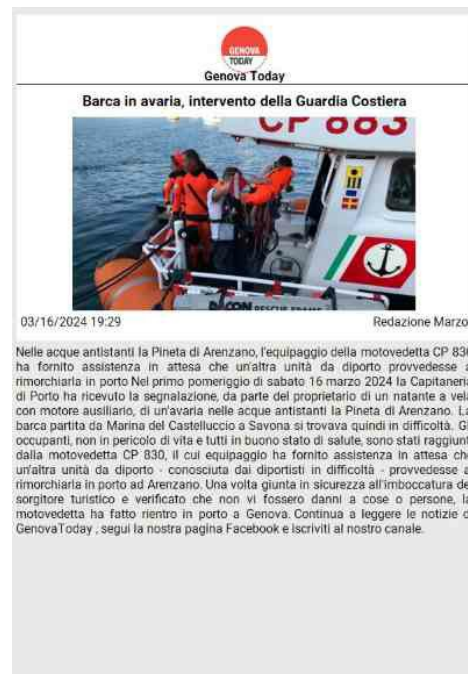 GENOVA
TODAY
Genova Today
Barca in avaria, intervento della Guardia Costiera
CP 883
RESCUE FRAME
03/16/2024 19:29
Redazione Marzo
Nelle acque antistanti la Pineta di Arenzano, l'equipaggio della motovedetta CP 830
ha fornito assistenza in attesa che un'altra unità da diporto provvedesse a
rimorchiarla in porto Nel primo pomeriggio di sabato 16 marzo 2024 la Capitaneri
di Porto ha ricevuto la segnalazione, da parte del proprietario di un natante a vela
con motore ausiliario, di un'avaria nelle acque antistanti la Pineta di Arenzano. La
barca partita da Marina del Castelluccio a Savona si trovava quindi in difficoltà. Gl
occupanti, non in pericolo di vita e tutti in buono stato di salute, sono stati raggiunt
dalla motovedetta CP 830, il cui equipaggio ha fornito assistenza in attesa che
un'altra unità da diporto - conosciuta dai diportisti in difficoltà - provvedesse a
rimorchiarla in porto ad Arenzano. Una volta giunta in sicurezza all'imboccatura de
sorgitore turistico e verificato che non vi fossero danni a cose o persone, la
motovedetta ha fatto rientro in porto a Genova. Continua a leggere le notizie d
GenovaToday , segui la nostra pagina Facebook e iscriviti al nostro canale.